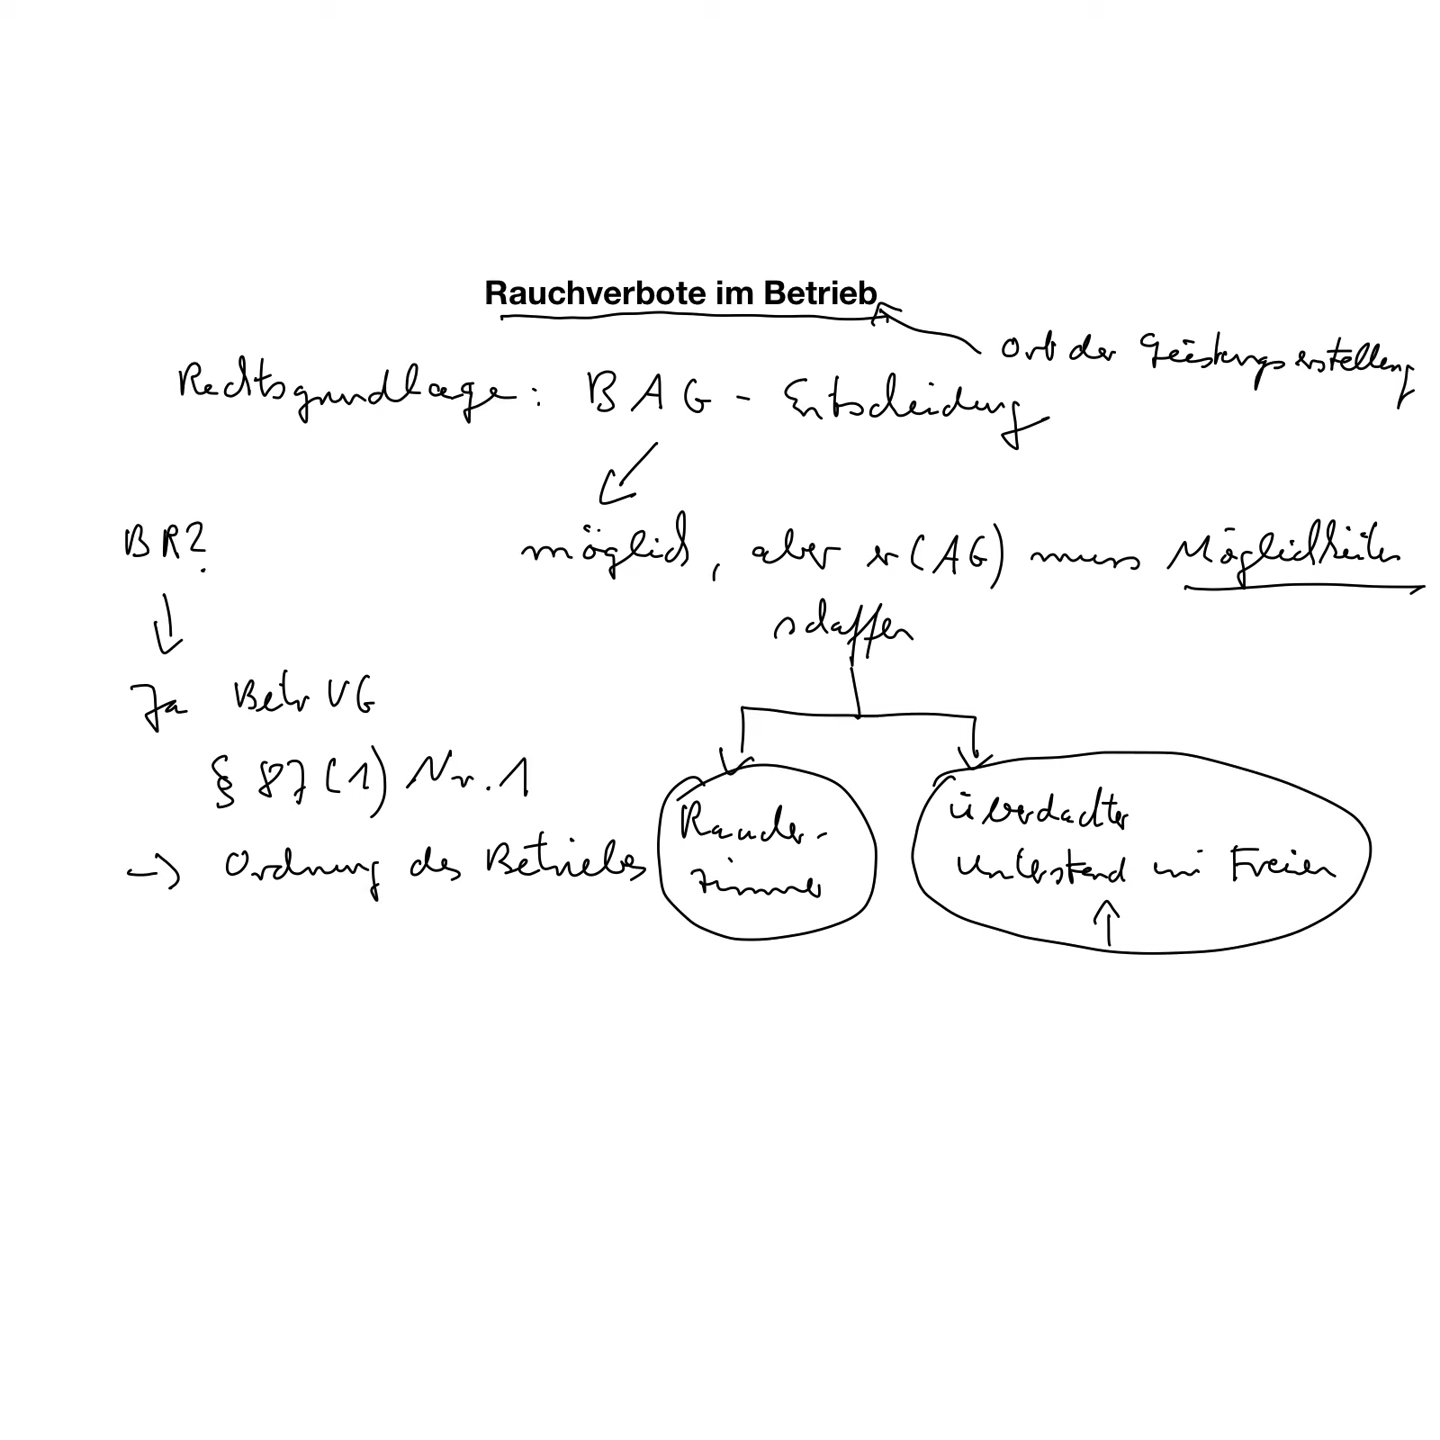 Rauchverbote im Betrieb
Ort der Leistungserstellung
Rechtsgrundlage: BAG - Entscheidung
BR?
möglich, aber er (AG) muss Möglichkeiten
schaffen
Ja BetrVG
§ 87 (1) Nr. 1
-> Ordnung des Betriebes
Raucher-
zimmer
überdachter
Unterstand im Freien